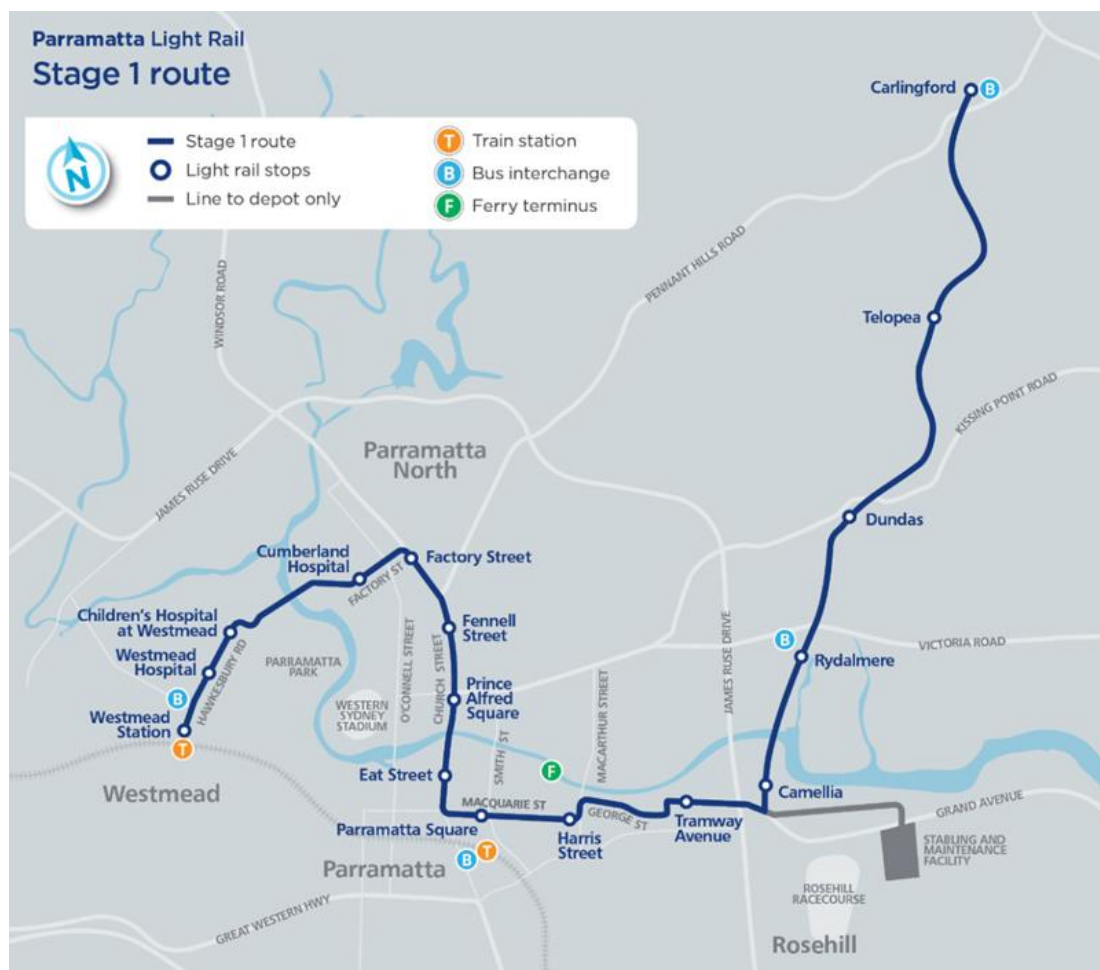 Parramatta Light Rail
Stage 1 route
N
Stage 1 route
Light rail stops
Line to depot only
T Train station
B Bus interchange
F Ferry terminus
Carlingford
B
WINDSOR ROAD
PENNANT HILLS ROAD
Telopea
KISSING POINT ROAD
JAMES RUSE DRIVE
Parramatta
North
Dundas
Cumberland
Hospital
FACTORY ST
Factory Street
Children's Hospital
at Westmead
Westmead
Hospital
HAWKESBURY RD
PARRAMATTA
PARK
O'CONNELL STREET
CHURCH STREET
Fennell
Street
JAMES RUSE DRIVE
B
Rydalmere
VICTORIA ROAD
B
Westmead
Station
T
WESTERN
SYDNEY
STADIUM
Prince
Alfred
Square
SMITH ST
MACARTHUR STREET
Westmead
Eat Street
F
MACQUARIE ST
GEORGE ST
Camellia
GRAND AVENUE
Parramatta Square
Harris
Street
Tramway
Avenue
STABLING AND
MAINTENANCE
FACILITY
B
T
Parramatta
ROSEHILL
RACECOURSE
GREAT WESTERN HWY
Rosehill